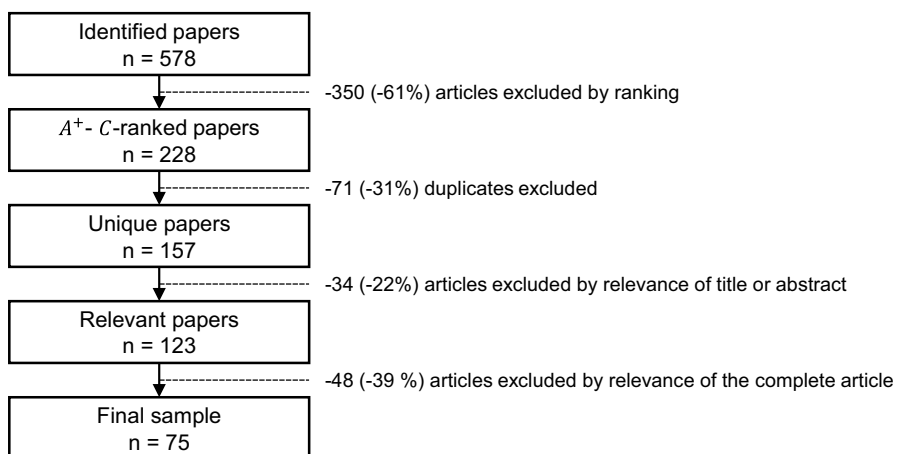 Identified papers
n = 578
-350 (-61%) articles excluded by ranking
A⁺- C-ranked papers
n = 228
-71 (-31%) duplicates excluded
Unique papers
n = 157
-34 (-22%) articles excluded by relevance of title or abstract
Relevant papers
n = 123
-48 (-39 %) articles excluded by relevance of the complete article
Final sample
n = 75